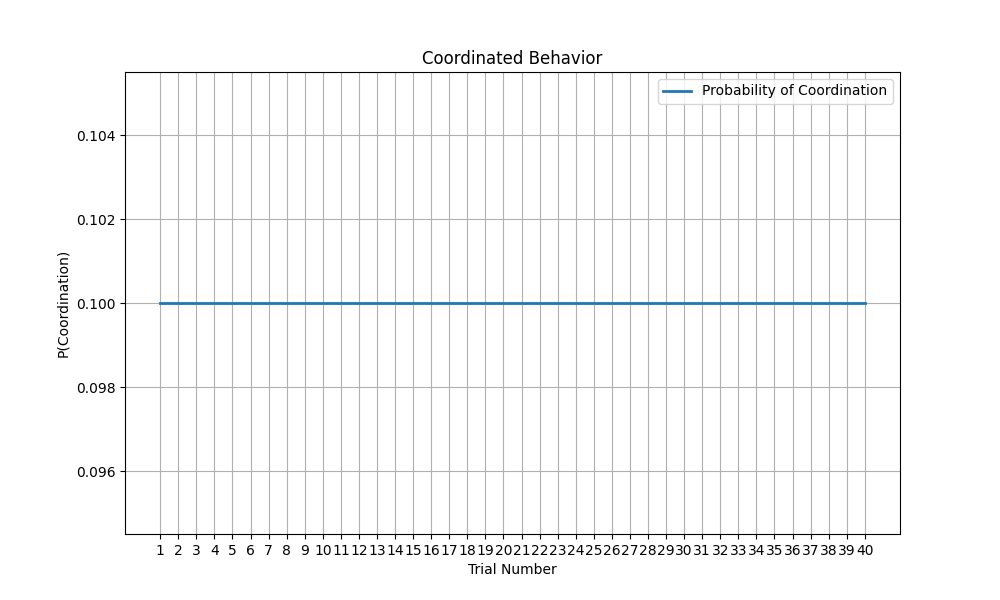 Coordinated Behavior
Probability of Coordination
0.104
0.102
0.100
0.098
0.096
P(Coordination)
1 2 3 4 5 6 7 8 9 10 11 12 13 14 15 16 17 18 19 20 21 22 23 24 25 26 27 28 29 30 31 32 33 34 35 36 37 38 39 40
Trial Number